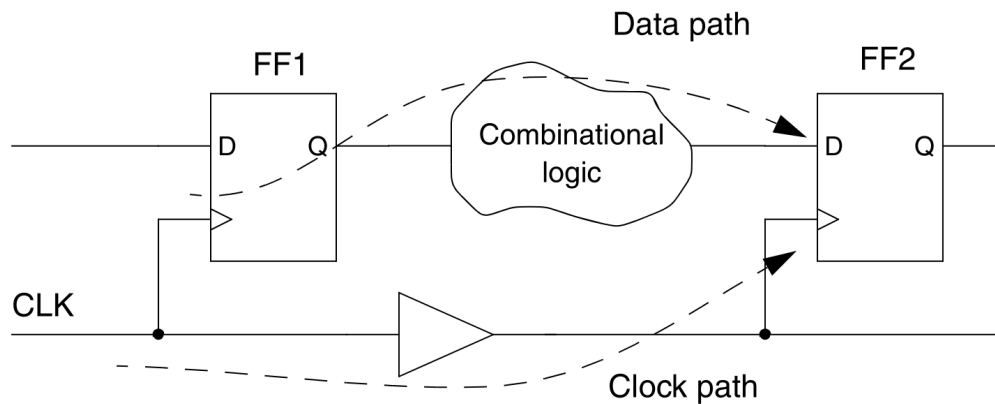 Data path
FF1
FF2
D
Q
Combinational
logic
D
Q
CLK
Clock path